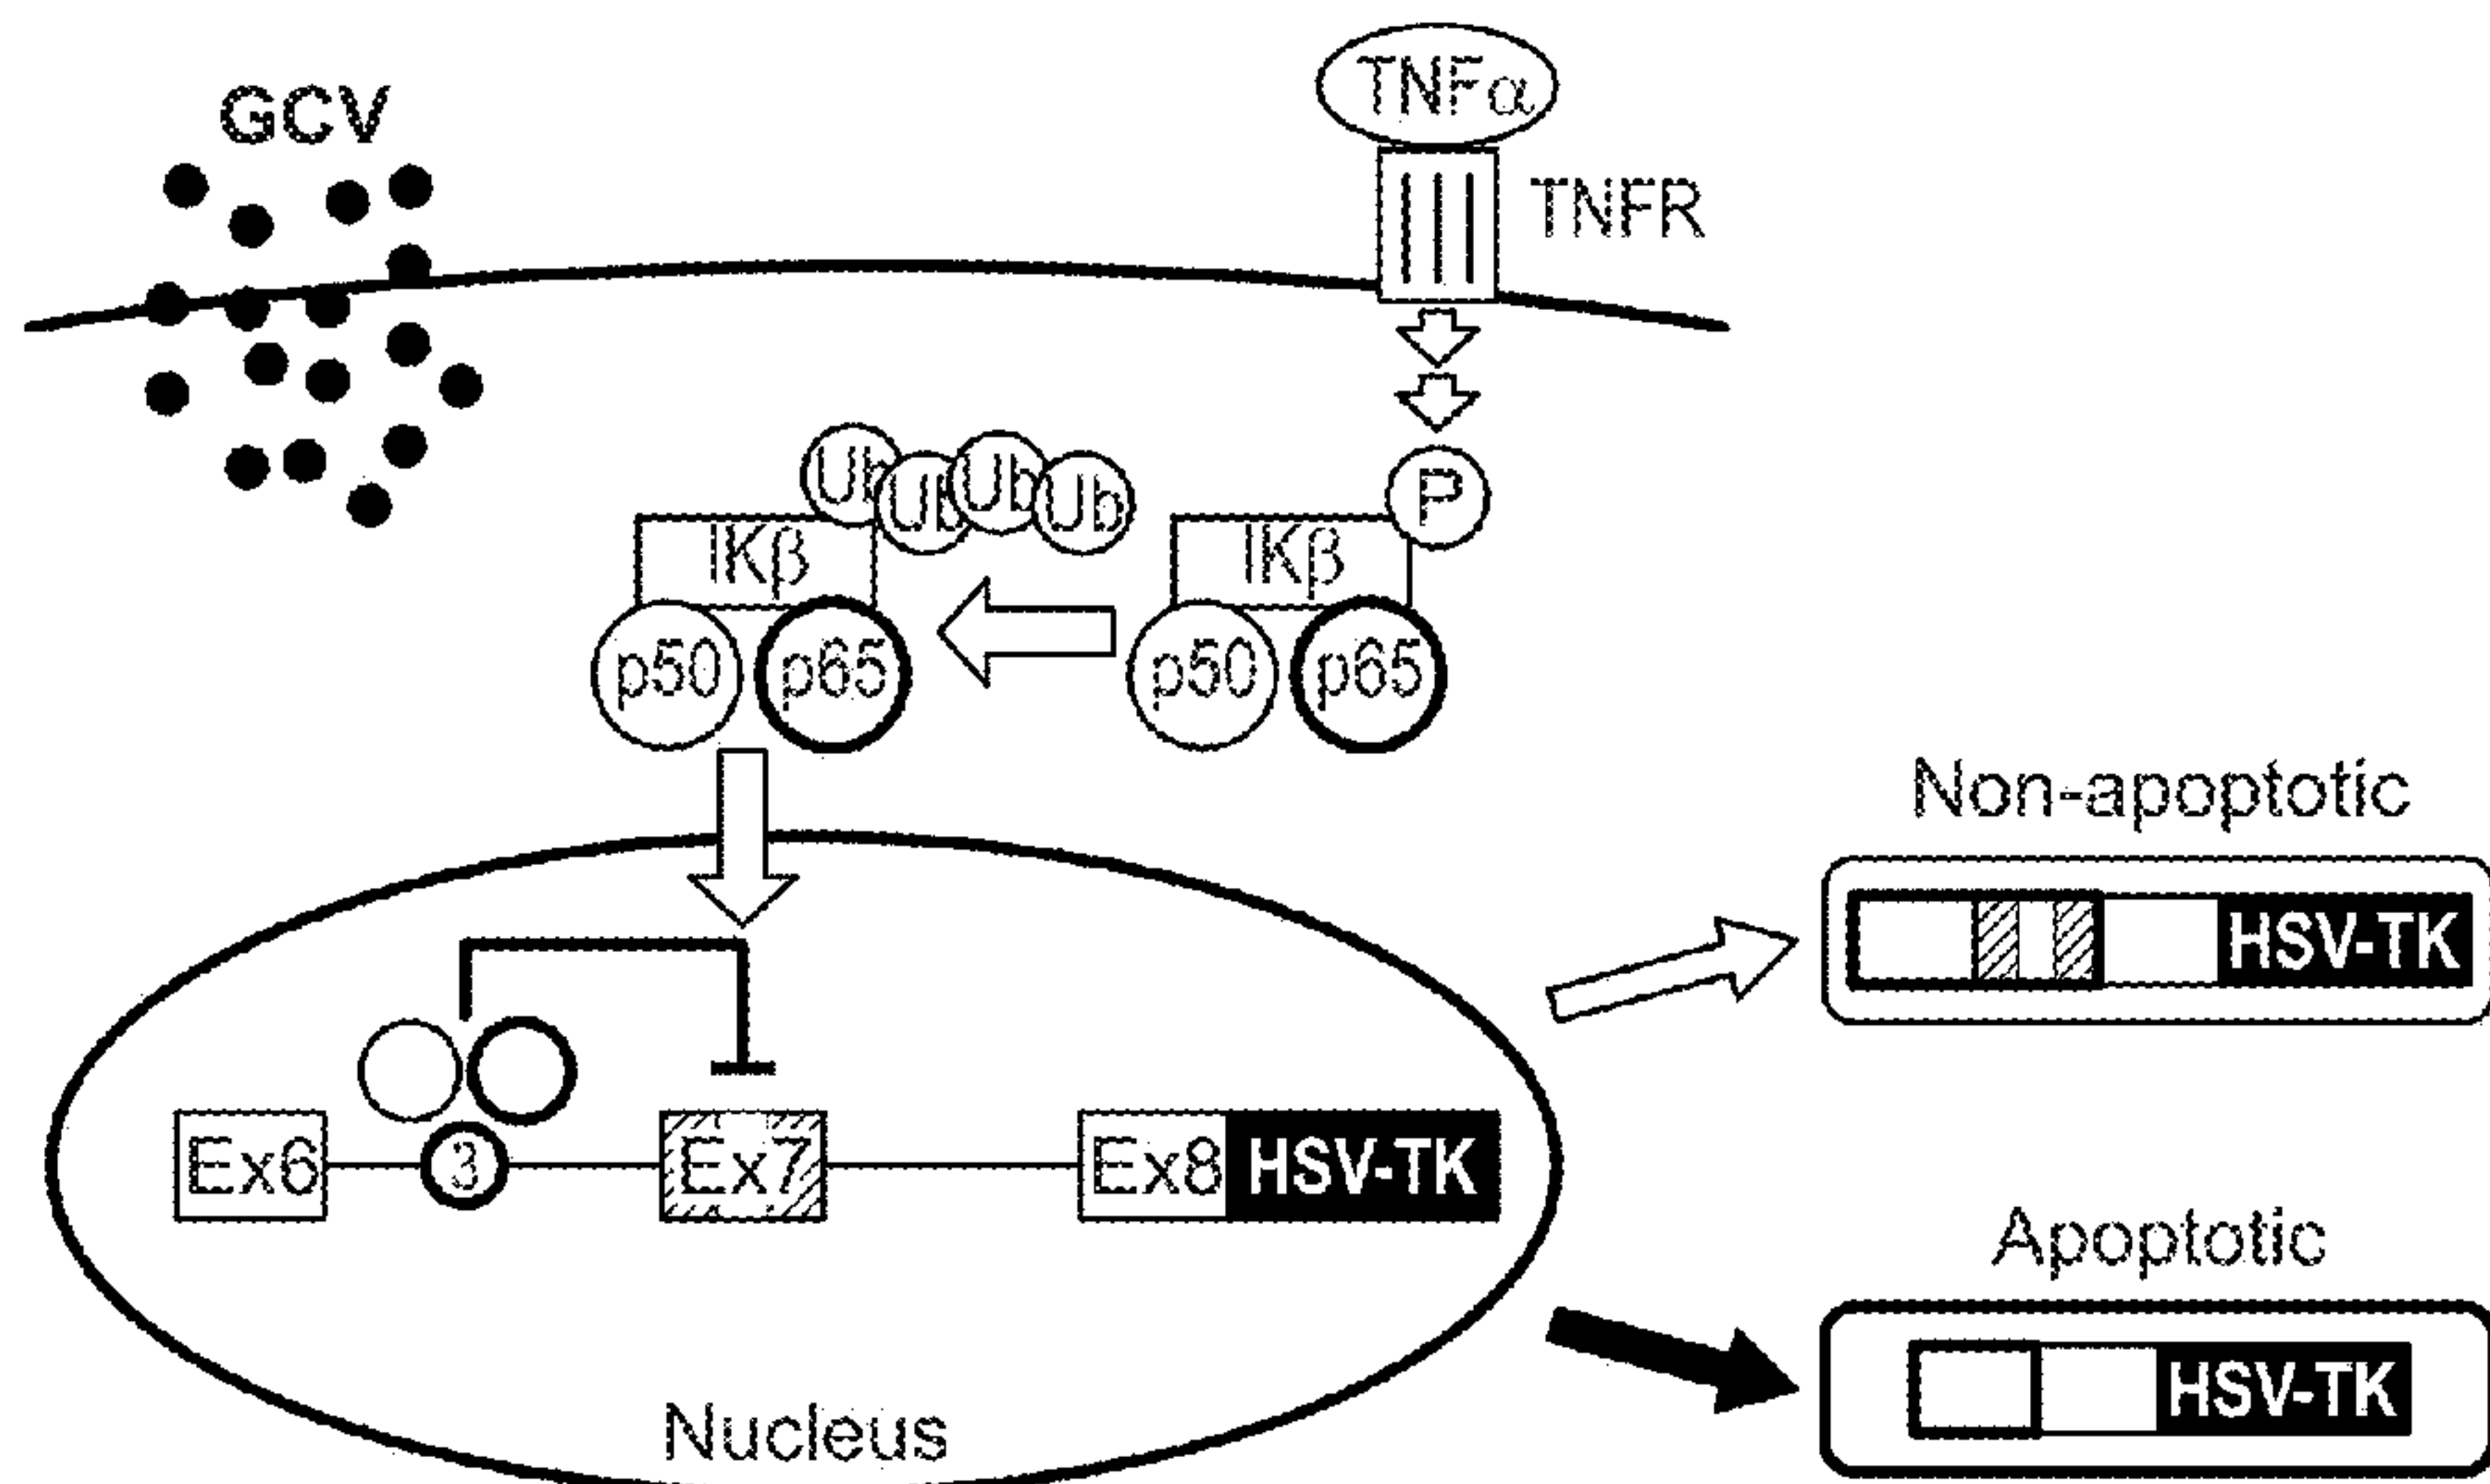 GCV
TNFα
TNFR
P
Ub Ub Ub Ub
IKβ
IKβ
p50 p65
p50 p65
Non-apoptotic
HSV-TK
Ex6 3 Ex7 Ex8 HSV-TK
Apoptotic
HSV-TK
Nucleus